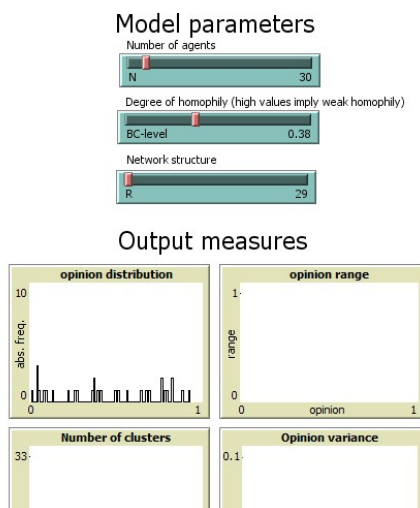 Model parameters
Number of agents
N 30
Degree of homophily (high values imply weak homophily)
BC-level 0.38
Network structure
R 29
Output measures
opinion distribution
10
abs. freq.
0
0 1
opinion range
1
range
0
0 opinion 1
Number of clusters
33
Opinion variance
0.1